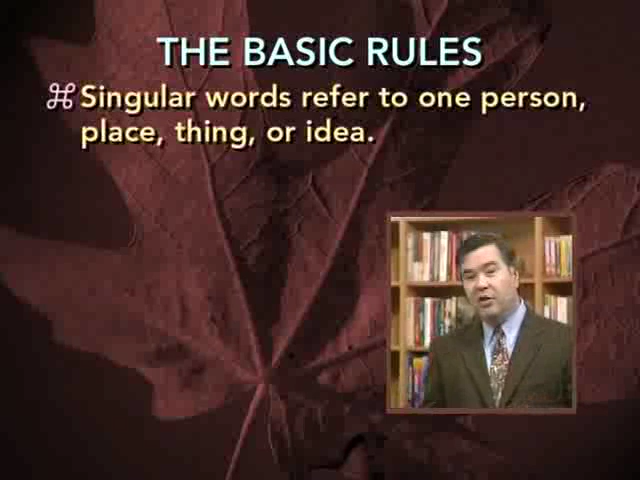 THE BASIC RULES
⌘Singular words refer to one person,
place, thing, or idea.